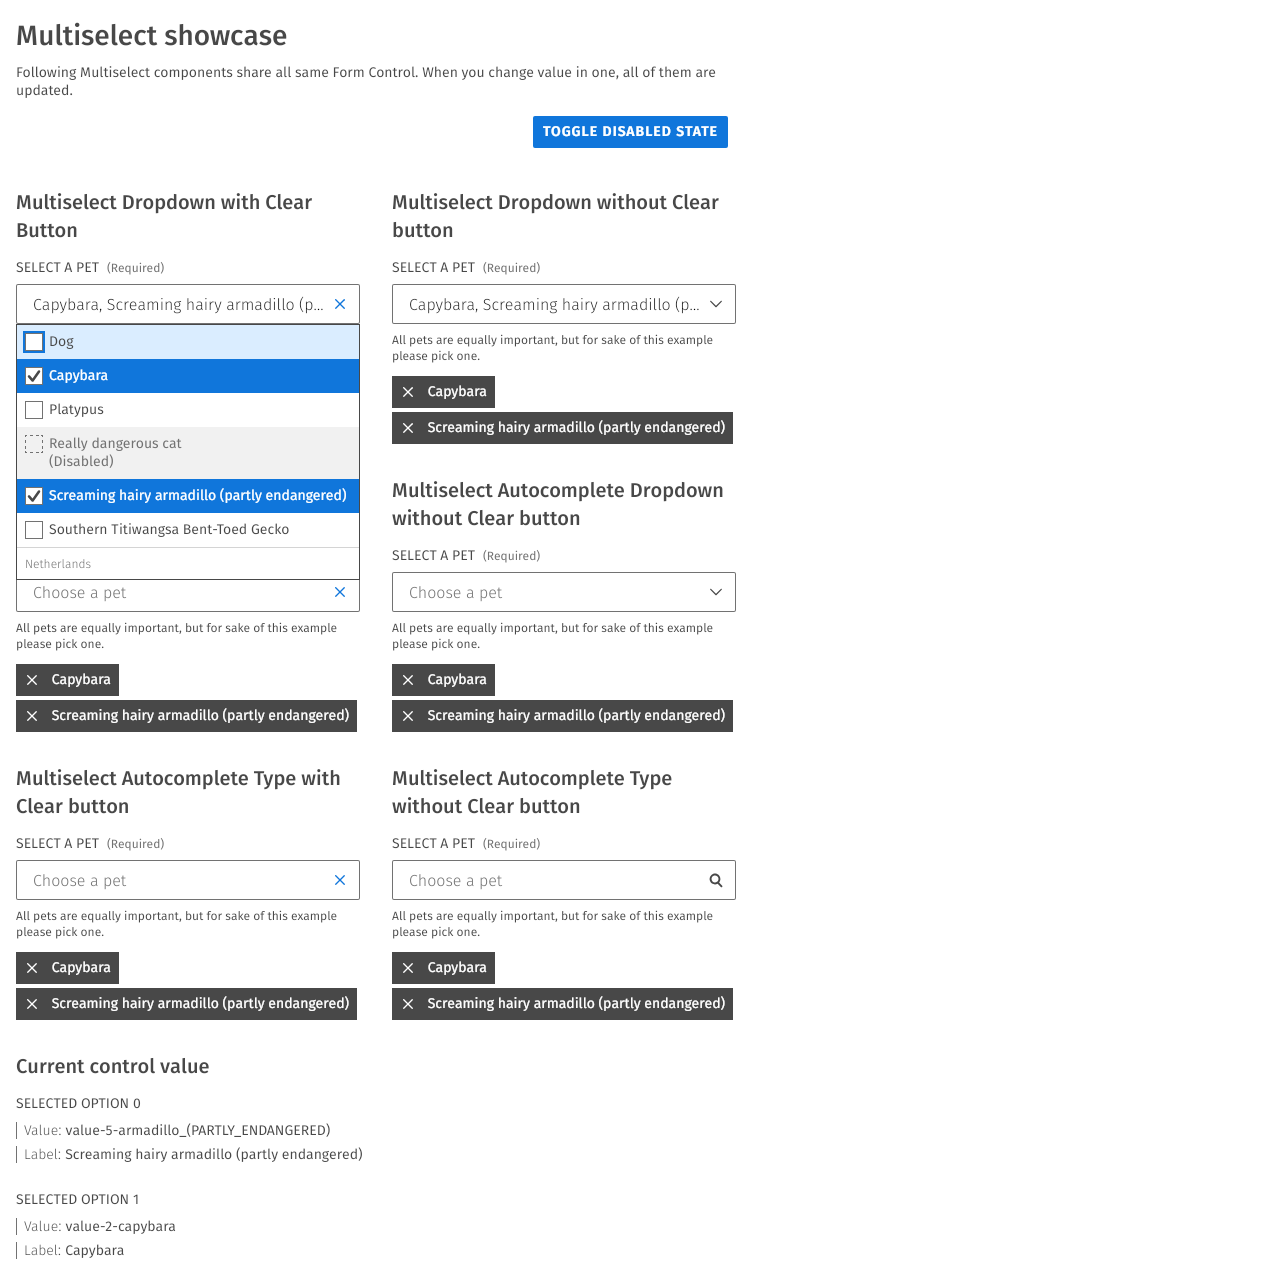 Multiselect showcase
Following Multiselect components share all same Form Control. When you change value in one, all of them are
updated.
TOGGLE DISABLED STATE
Multiselect Dropdown with Clear
Button
SELECT A PET (Required)
Capybara, Screaming hairy armadillo (p...
Dog
Capybara
Platypus
Really dangerous cat
(Disabled)
Screaming hairy armadillo (partly endangered)
Southern Titiwangsa Bent-Toed Gecko
Netherlands
Choose a pet
All pets are equally important, but for sake of this example
please pick one.
Capybara
Screaming hairy armadillo (partly endangered)
Multiselect Dropdown without Clear
button
SELECT A PET (Required)
Capybara, Screaming hairy armadillo (p...
All pets are equally important, but for sake of this example
please pick one.
Capybara
Screaming hairy armadillo (partly endangered)
Multiselect Autocomplete Dropdown
without Clear button
SELECT A PET (Required)
Choose a pet
All pets are equally important, but for sake of this example
please pick one.
Capybara
Screaming hairy armadillo (partly endangered)
Multiselect Autocomplete Type with
Clear button
SELECT A PET (Required)
Choose a pet
All pets are equally important, but for sake of this example
please pick one.
Capybara
Screaming hairy armadillo (partly endangered)
Multiselect Autocomplete Type
without Clear button
SELECT A PET (Required)
Choose a pet
All pets are equally important, but for sake of this example
please pick one.
Capybara
Screaming hairy armadillo (partly endangered)
Current control value
SELECTED OPTION 0
Value: value-5-armadillo_(PARTLY_ENDANGERED)
Label: Screaming hairy armadillo (partly endangered)
SELECTED OPTION 1
Value: value-2-capybara
Label: Capybara